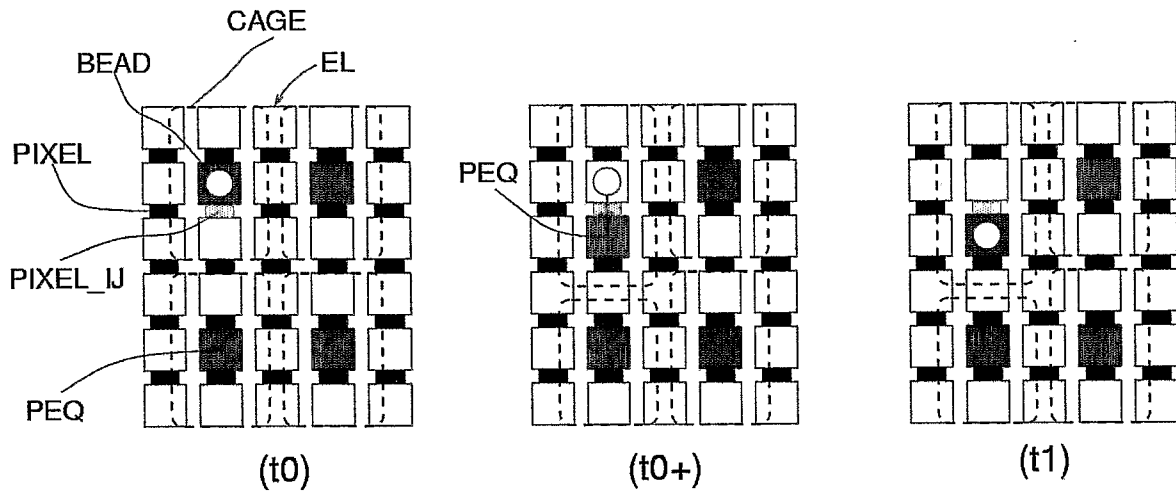 CAGE
BEAD
EL
PIXEL
PEQ
PIXEL_IJ
PEQ
(t0)
(t0+)
(t1)